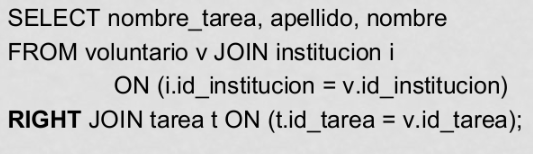 SELECT nombre_tarea, apellido, nombre
FROM voluntario v JOIN institucion i
ON (i.id_institucion = v.id_institucion)
RIGHT JOIN tarea t ON (t.id_tarea = v.id_tarea);